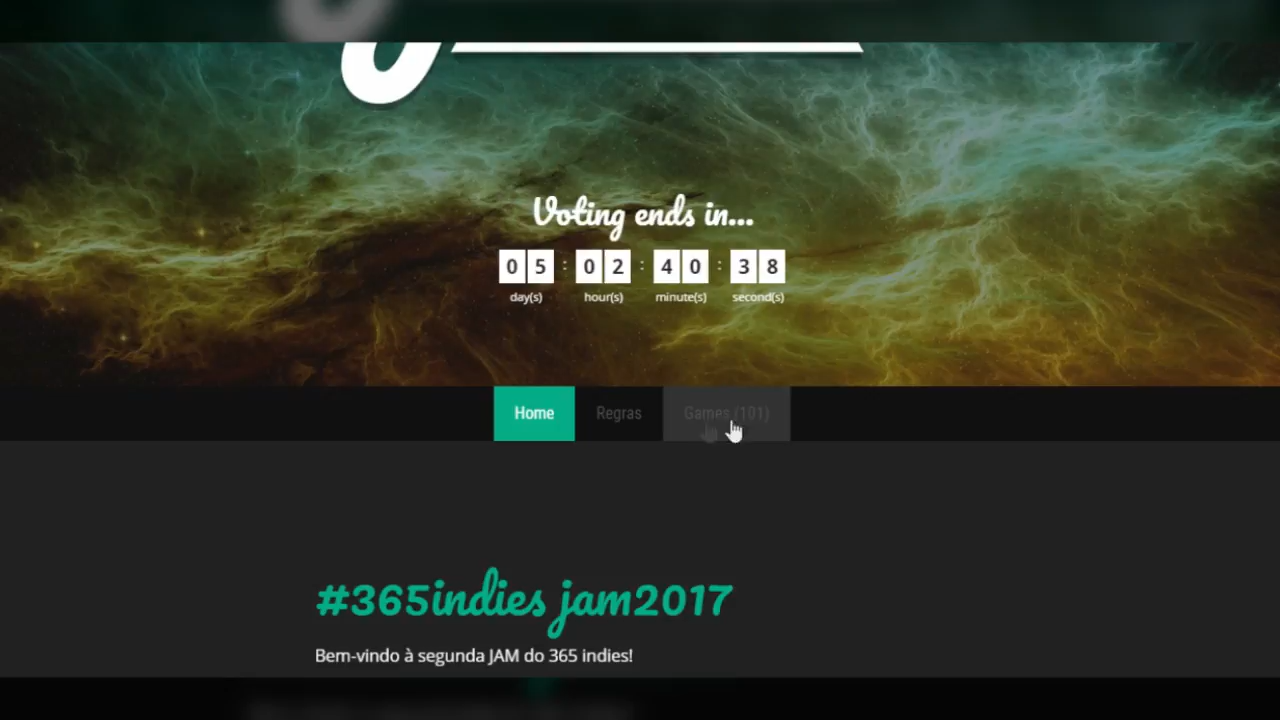 Voting ends in...
05 : 02 : 40 : 38
day(s) hour(s) minute(s) second(s)
Home Regras Games (101)
#365indies jam2017
Bem-vindo à segunda JAM do 365 indies!